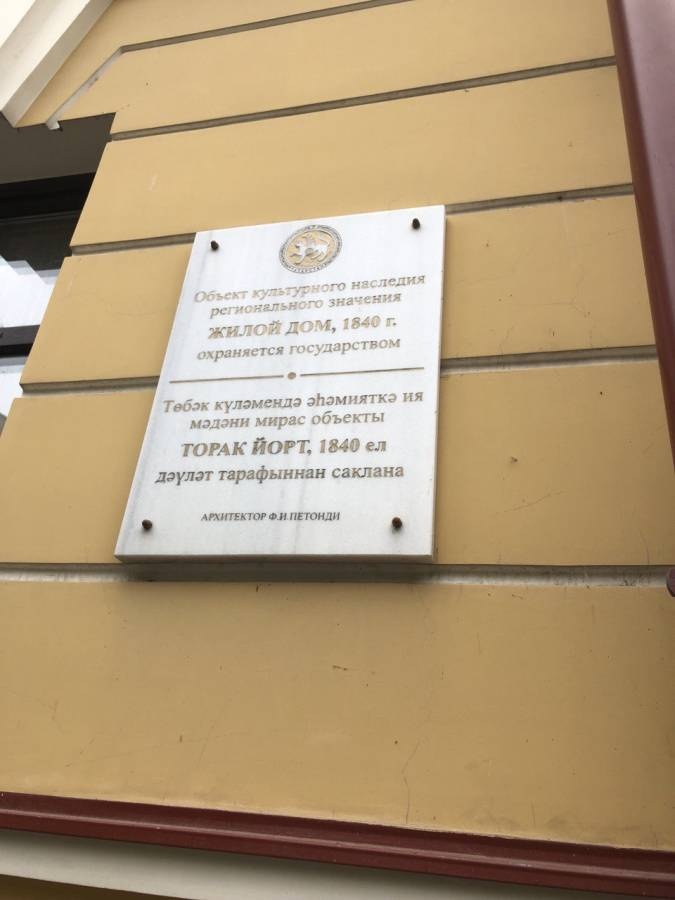 Объект культурного наследия
регионального значения
ЖИЛОЙ ДОМ, 1840 г.
охраняется государством
Төбәк күләмендә әһәмияткә ия
мәдәни мирас объекты
ТОРАК ЙОРТ, 1840 ел
дәүләт тарафыннан саклана
АРХИТЕКТОР Ф.И.ПЕТОНДИ